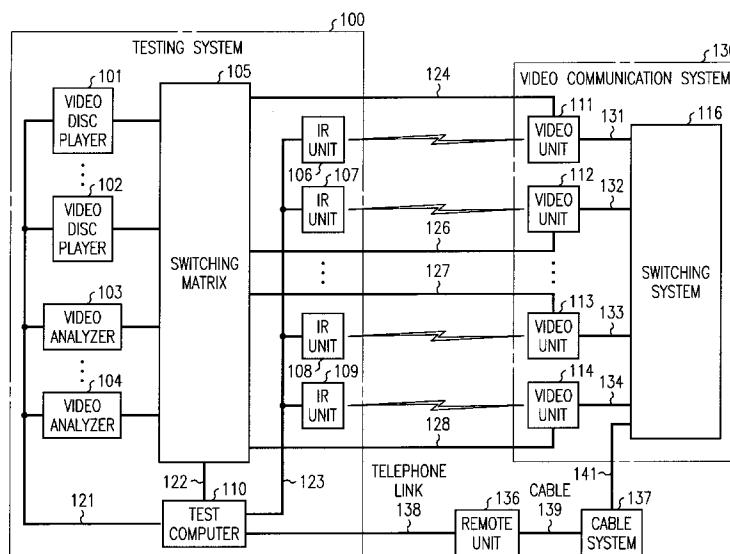 100
TESTING SYSTEM
101
VIDEO
DISC
PLAYER
105
124
VIDEO COMMUNICATION SYSTEM
111
131
116
IR
UNIT
VIDEO
UNIT
106
107
102
VIDEO
DISC
PLAYER
IR
UNIT
112
VIDEO
UNIT
132
SWITCHING
MATRIX
126
127
SWITCHING
SYSTEM
103
VIDEO
ANALYZER
IR
UNIT
113
VIDEO
UNIT
133
108
109
104
VIDEO
ANALYZER
IR
UNIT
114
VIDEO
UNIT
134
128
122
110
123
TELEPHONE
LINK
138
136
CABLE
139
141
137
121
TEST
COMPUTER
REMOTE
UNIT
CABLE
SYSTEM